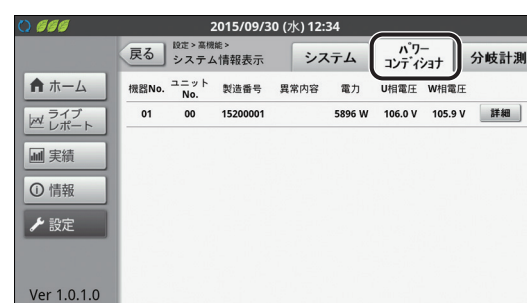 2015/09/30 (水) 12:34
戻る
設定 > 高機能 >
システム情報表示
システム
パワー
コンディショナ
分岐計測
ホーム
ライブ
レポート
実績
情報
設定
Ver 1.0.1.0
機器No. ユニットNo. 製造番号 異常内容 電力 U相電圧 W相電圧
01 00 15200001 5896 W 106.0 V 105.9 V 詳細